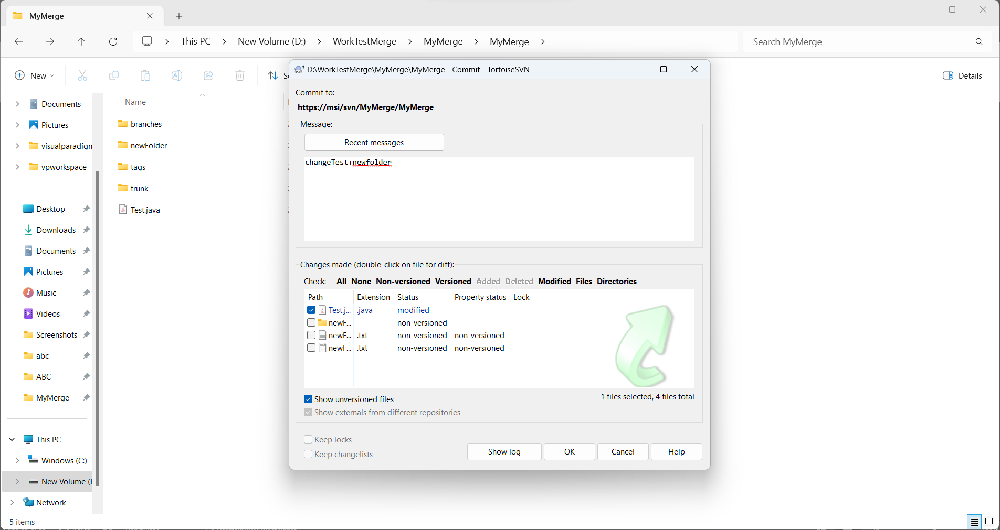 MyMerge
This PC > New Volume (D:) > WorkTestMerge > MyMerge > MyMerge >
Search MyMerge
New
Details
Documents
Pictures
visualparadign
vpworkspace
Desktop
Downloads
Documents
Pictures
Music
Videos
Screenshots
abc
ABC
MyMerge
This PC
Windows (C:)
New Volume (
Network
5 items
Name
branches
newFolder
tags
trunk
Test.java
D:\WorkTestMerge\MyMerge\MyMerge - Commit - TortoiseSVN
Commit to:
https://msi/svn/MyMerge/MyMerge
Message:
Recent messages
changeTest+newfolder
Changes made (double-click on file for diff):
Check: All None Non-versioned Versioned Added Deleted Modified Files Directories
Path Extension Status Property status Lock
Test.j... .java modified
newF... non-versioned
newF... .txt non-versioned non-versioned
newF... .txt non-versioned non-versioned
Show unversioned files
1 files selected, 4 files total
Show externals from different repositories
Keep locks
Keep changelists
Show log OK Cancel Help